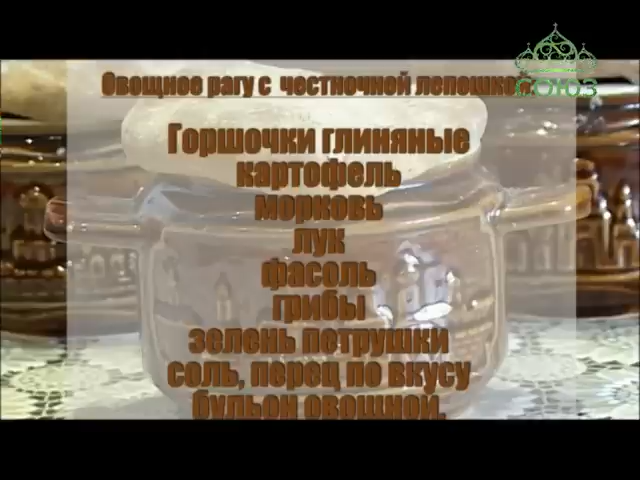 Овощное рагу с честночной лепешкой
СОЮЗ
Горшочки глиняные
картофель
морковь
лук
фасоль
грибы
зелень петрушки
соль, перец по вкусу
бульон овощной,